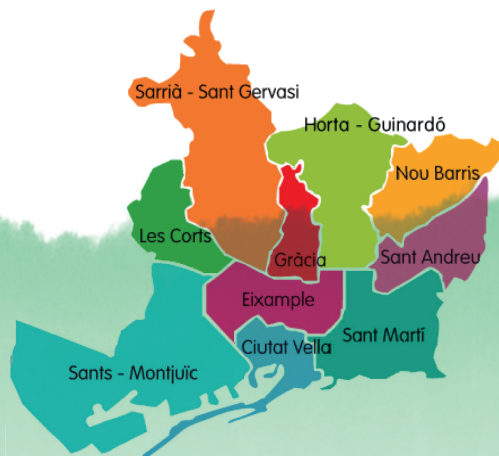 Sarrià - Sant Gervasi
Horta - Guinardó
Nou Barris
Les Corts
Gràcia
Sant Andreu
Eixample
Sant Martí
Ciutat Vella
Sants - Montjuïc